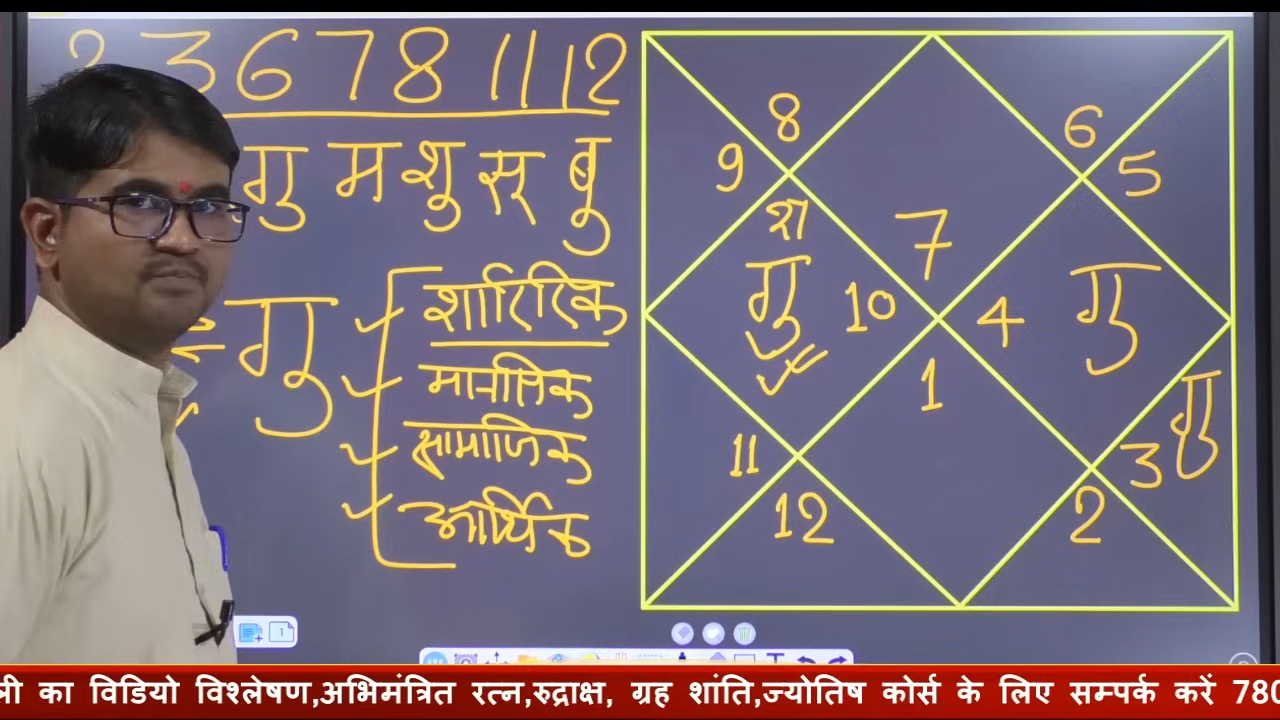 2 3 6 7 8 11 12
गु म शु सू बु
गु
शारिरिक
मानसिक
सामाजिक
आर्थिक
8
6
9
5
श
7
गु
10
4
गु
1
गु
11
3
12
2
1
T
त्री का विडियो विश्लेषण,अभिमंत्रित रत्न,रुद्राक्ष, ग्रह शांति,ज्योतिष कोर्स के लिए सम्पर्क करें 780